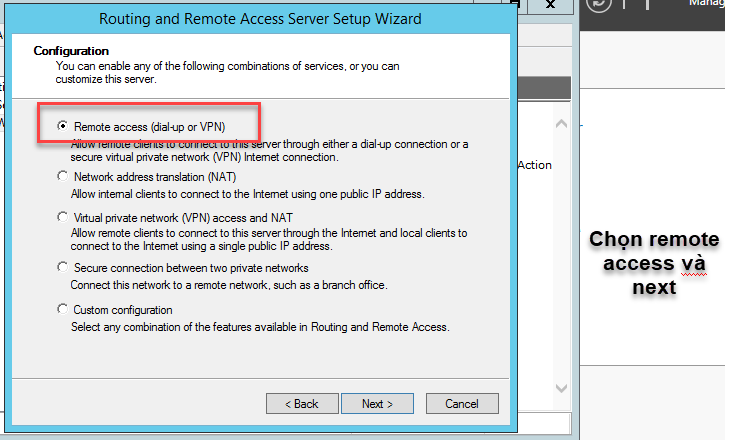 Routing and Remote Access Server Setup Wizard
Configuration
You can enable any of the following combinations of services, or you can
customize this server.
Remote access (dial-up or VPN)
Allow remote clients to connect to this server through either a dial-up connection or a
secure virtual private network (VPN) Internet connection.
Network address translation (NAT)
Allow internal clients to connect to the Internet using one public IP address.
Virtual private network (VPN) access and NAT
Allow remote clients to connect to this server through the Internet and local clients to
connect to the Internet using a single public IP address.
Secure connection between two private networks
Connect this network to a remote network, such as a branch office.
Custom configuration
Select any combination of the features available in Routing and Remote Access.
< Back
Next >
Cancel
Action
Manag
Chọn remote
access và
next